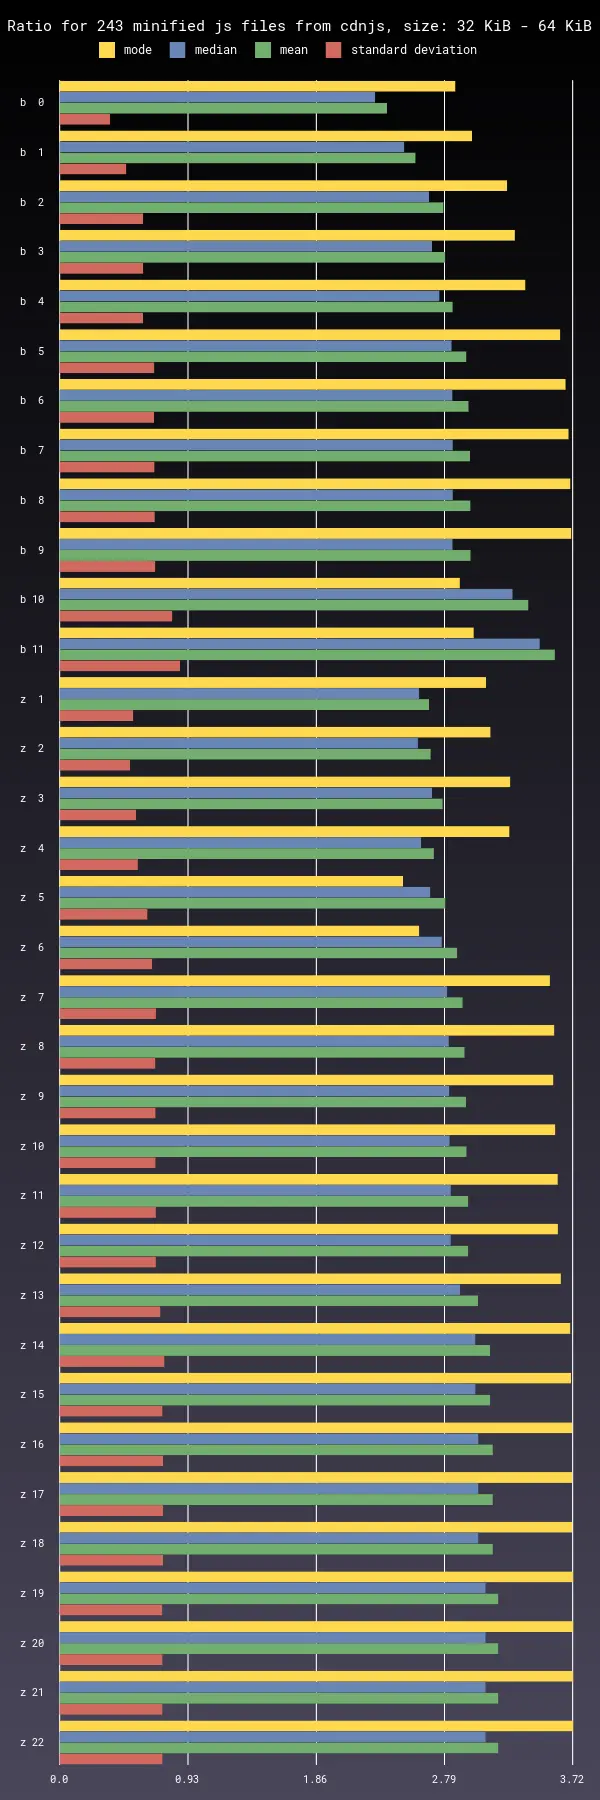 Ratio for 243 minified js files from cdnjs, size: 32 KiB - 64 KiB
mode median mean standard deviation
b 0
b 1
b 2
b 3
b 4
b 5
b 6
b 7
b 8
b 9
b 10
b 11
z 1
z 2
z 3
z 4
z 5
z 6
z 7
z 8
z 9
z 10
z 11
z 12
z 13
z 14
z 15
z 16
z 17
z 18
z 19
z 20
z 21
z 22
0.0 0.93 1.86 2.79 3.72